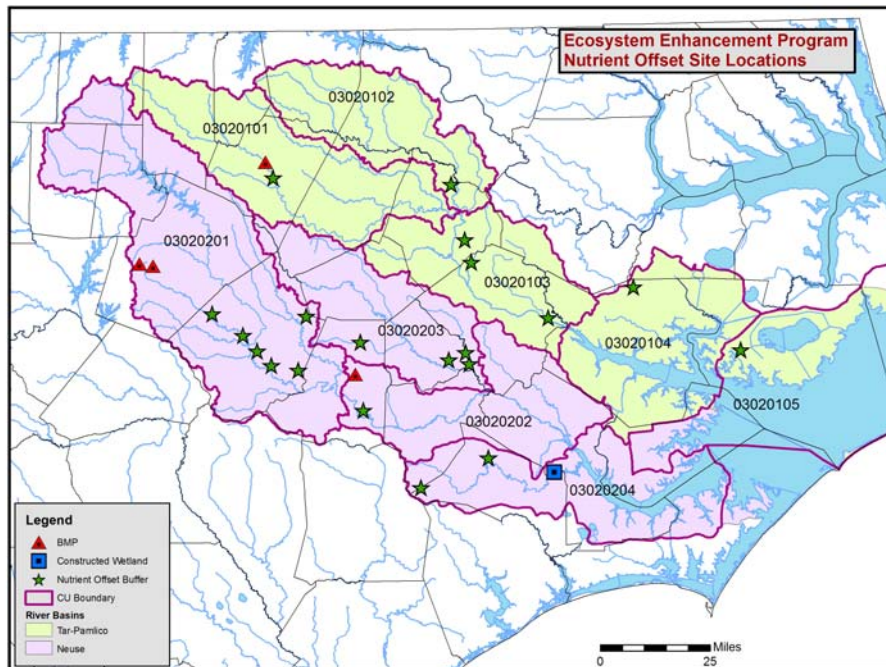 Ecosystem Enhancement Program
Nutrient Offset Site Locations
03020102
03020101
03020201
03020103
03020203
03020104
03020105
03020202
03020204
Legend
BMP
Constructed Wetland
Nutrient Offset Buffer
CU Boundary
River Basins
Tar-Pamlico
Neuse
Miles
0 25